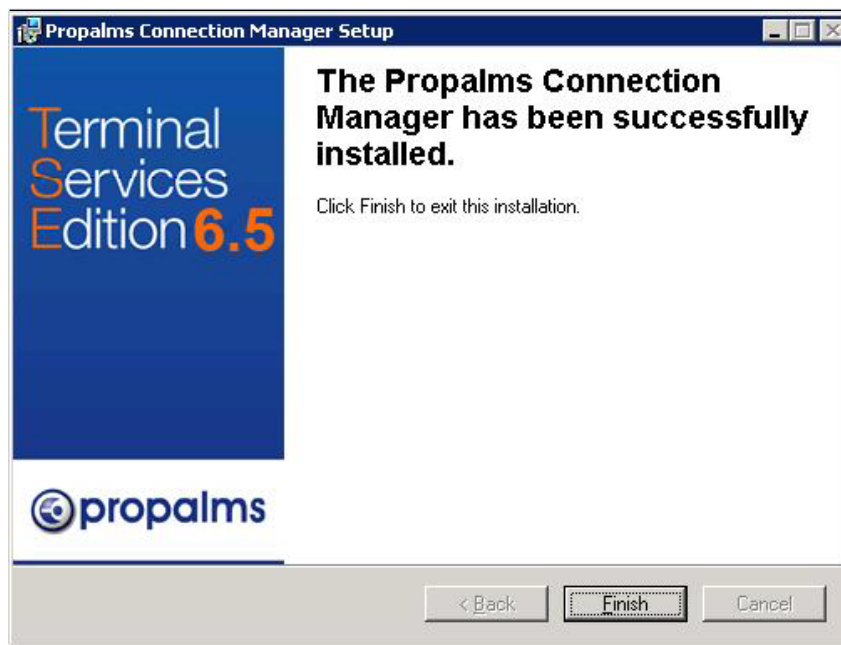 Propalms Connection Manager Setup
Terminal
Services
Edition 6.5
propalms
The Propalms Connection
Manager has been successfully
installed.
Click Finish to exit this installation.
< Back
Finish
Cancel